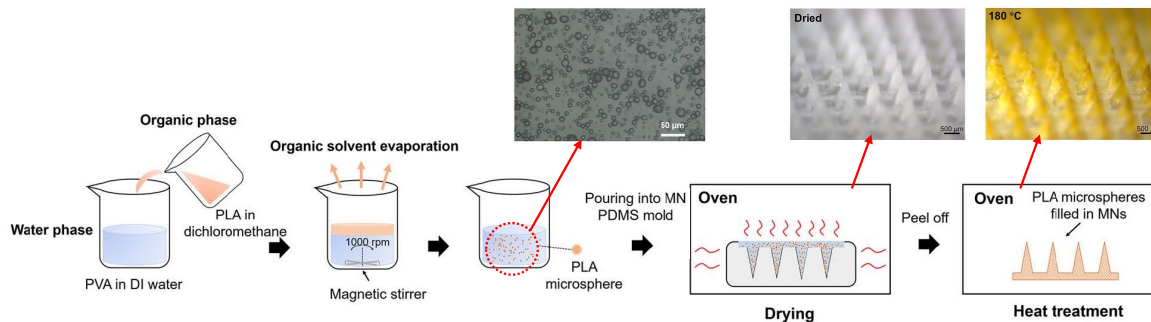 Organic phase
PLA in
dichloromethane
Water phase
PVA in DI water
Organic solvent evaporation
1000 rpm
Magnetic stirrer
50 μm
PLA
microsphere
Pouring into MN
PDMS mold
Dried
500 μm
Oven
Drying
Peel off
180 °C
500 μ
Oven
PLA microspheres
filled in MNs
Heat treatment